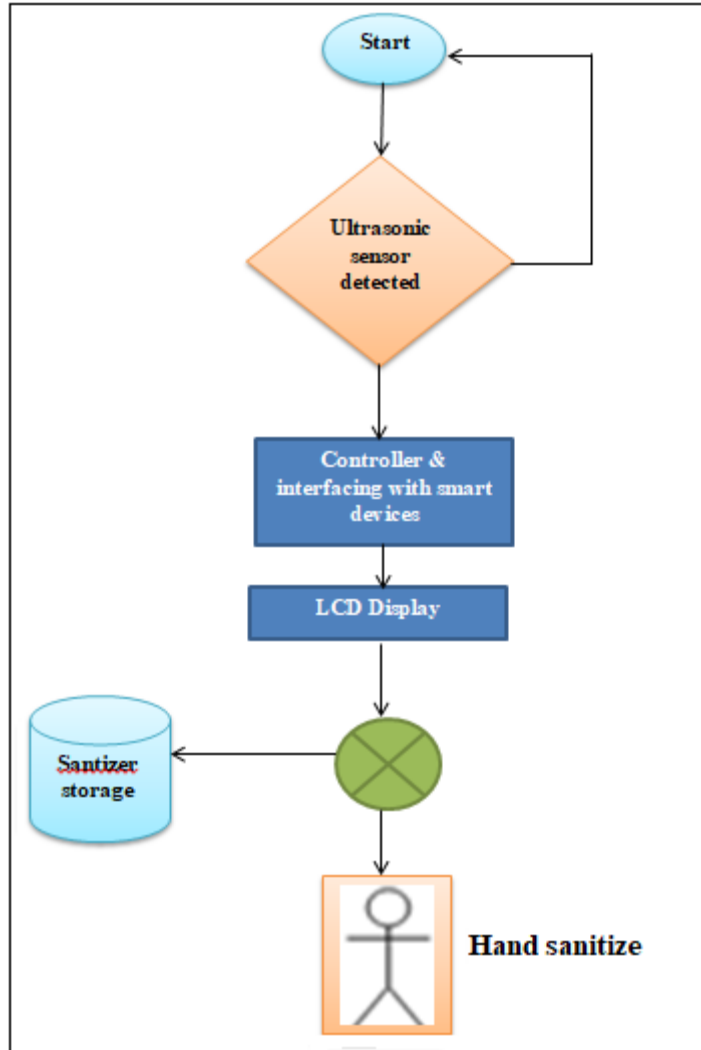 Start
Ultrasonic
sensor
detected
Controller &
interfacing with smart
devices
LCD Display
Santizer
storage
Hand sanitize